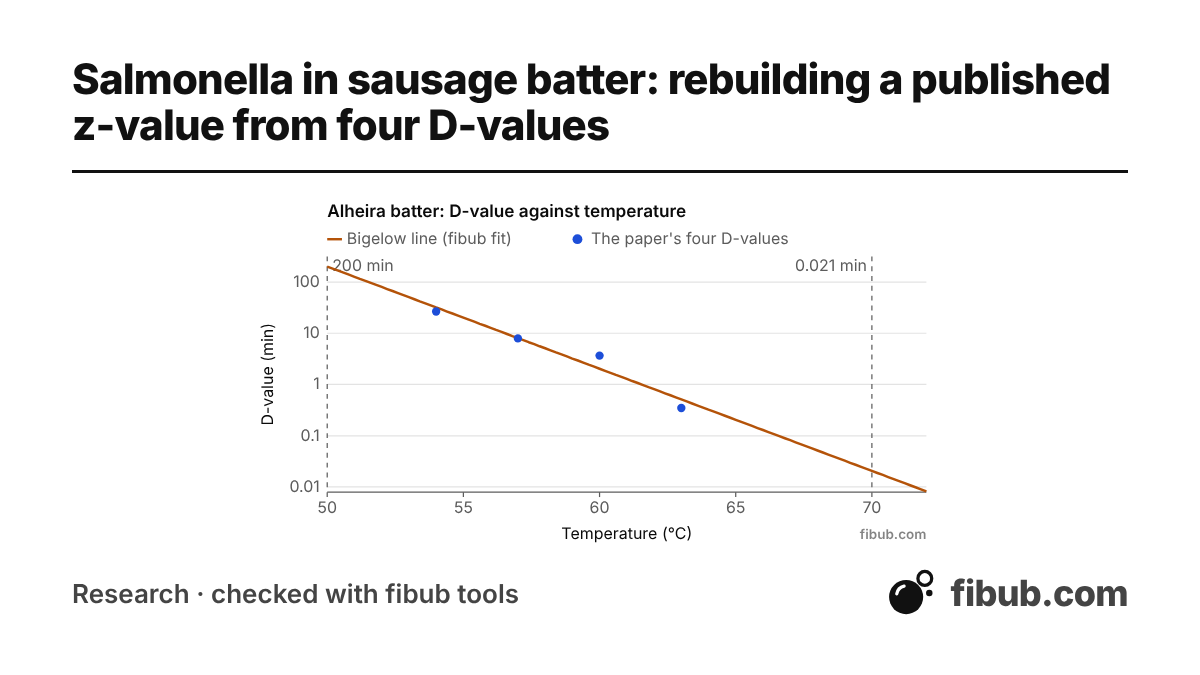 Salmonella in sausage batter: rebuilding a published
z-value from four D-values
Alheira batter: D-value against temperature
Bigelow line (fibub fit)
The paper's four D-values
200 min
0.021 min
100
10
1
0.1
0.01
D-value (min)
50
55
60
65
70
Temperature (°C)
fibub.com
Research · checked with fibub tools
fibub.com